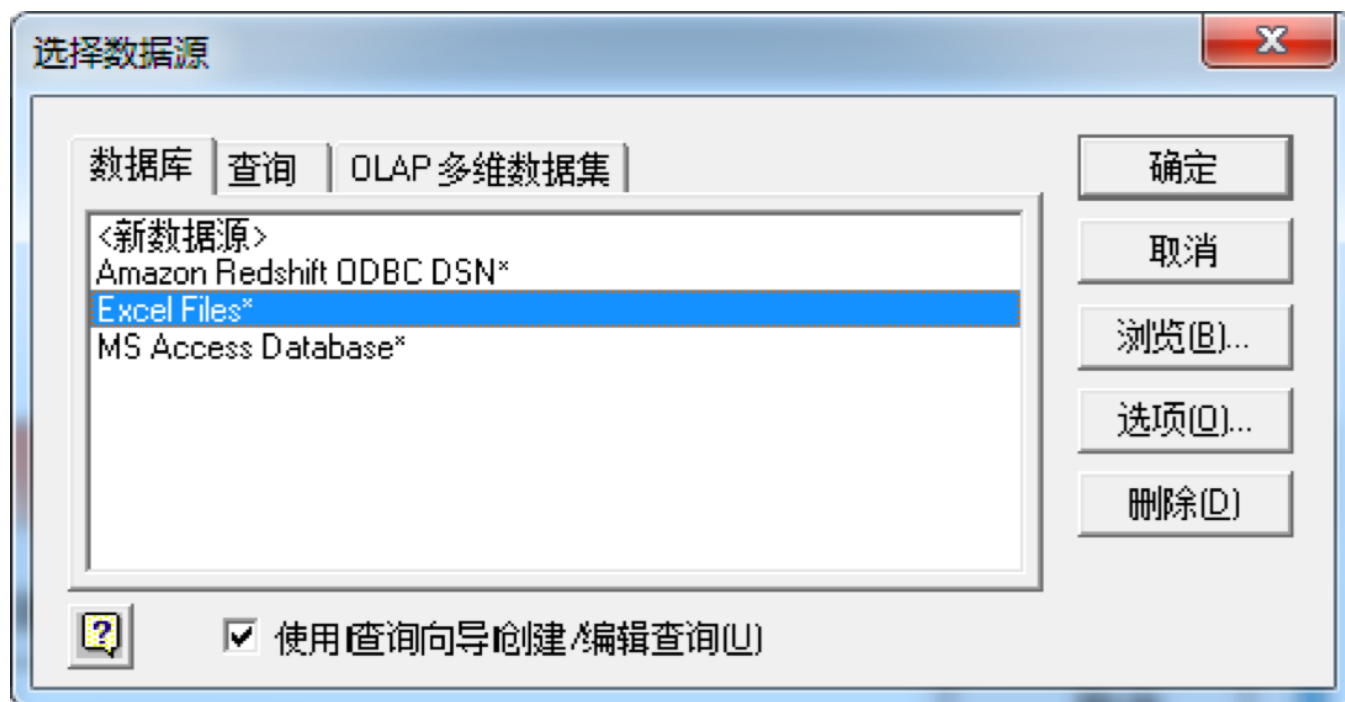 选择数据源
数据库 查询 OLAP 多维数据集
<新数据源>
Amazon Redshift ODBC DSN*
Excel Files*
MS Access Database*
确定
取消
浏览(B)...
选项(O)...
删除(D)
使用“查询向导”创建/编辑查询(U)